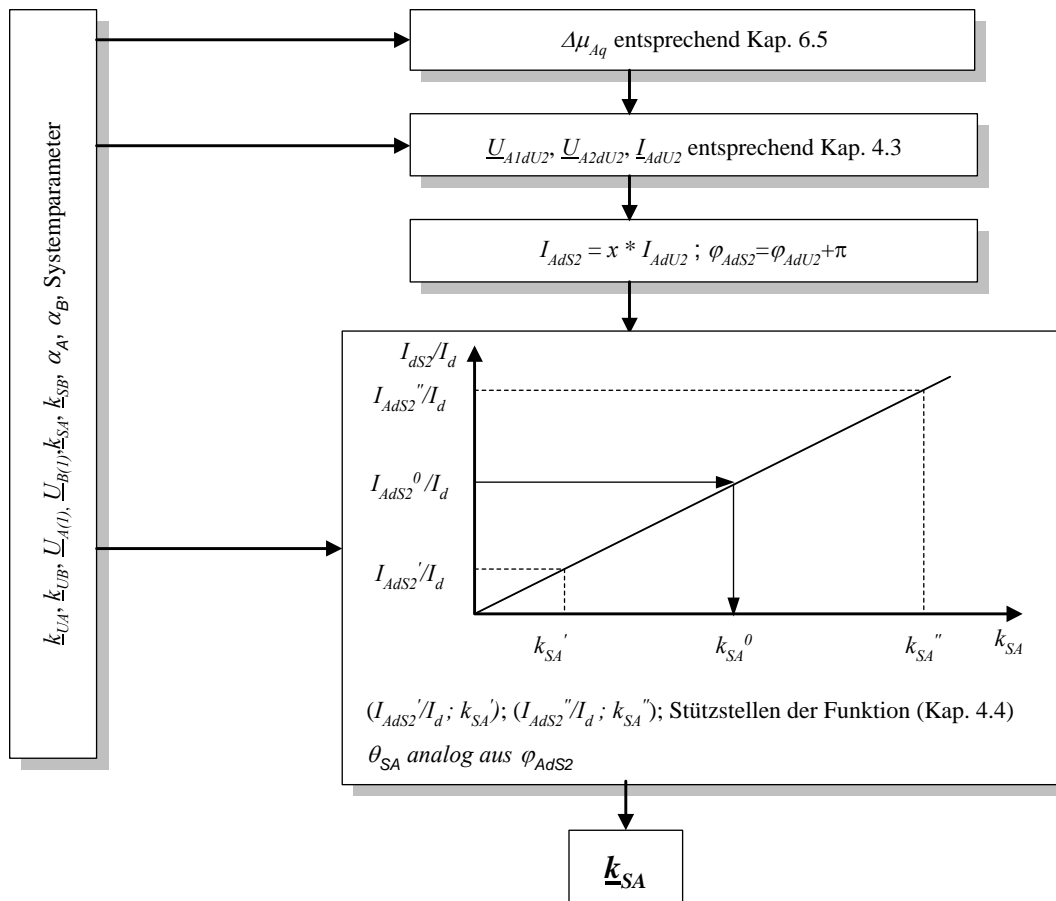 k_UA, k_UB, U_A(1), U_B(1), k_SA, k_SB, α_A, α_B, Systemparameter
Δμ_Aq entsprechend Kap. 6.5
U_A1dU2, U_A2dU2, I_AdU2 entsprechend Kap. 4.3
I_AdS2 = x * I_AdU2 ; φ_AdS2=φ_AdU2+π
I_dS2/I_d
I_AdS2''/I_d
I_AdS2^0/I_d
I_AdS2'/I_d
k_SA' k_SA^0 k_SA'' k_SA
(I_AdS2'/I_d ; k_SA'); (I_AdS2''/I_d ; k_SA''); Stützstellen der Funktion (Kap. 4.4)
θ_SA analog aus φ_AdS2
k_SA